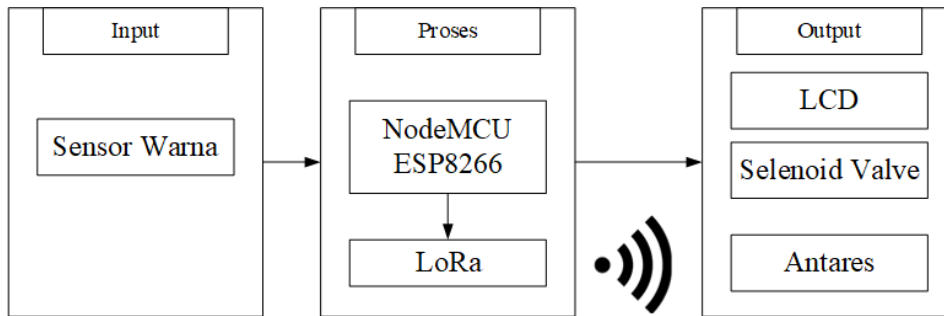 Input
Sensor Warna
Proses
NodeMCU
ESP8266
LoRa
Output
LCD
Selenoid Valve
Antares